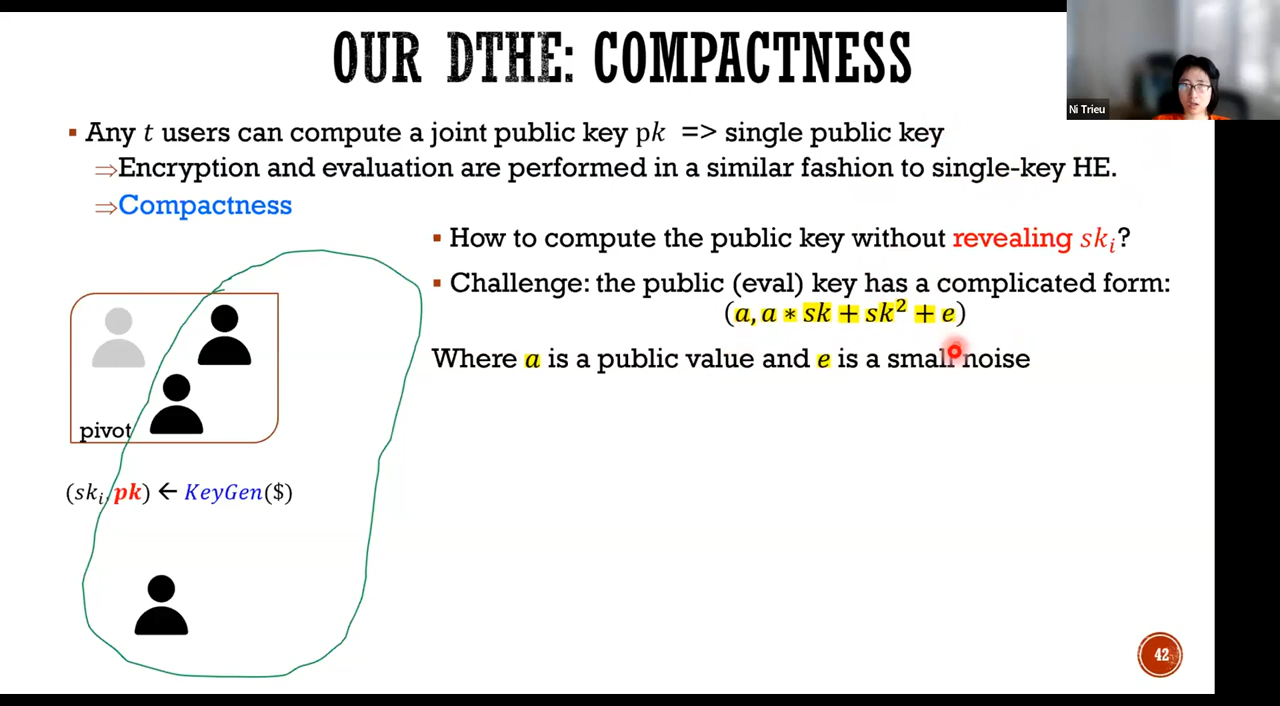 OUR DTHE: COMPACTNESS
Ni Trieu
▪ Any t users can compute a joint public key pk => single public key
⇒Encryption and evaluation are performed in a similar fashion to single-key HE.
⇒Compactness
▪ How to compute the public key without revealing skᵢ?
▪ Challenge: the public (eval) key has a complicated form:
(a, a * sk + sk² + e)
Where a is a public value and e is a small noise
pivot
(skᵢ, pk) ← KeyGen($)
42